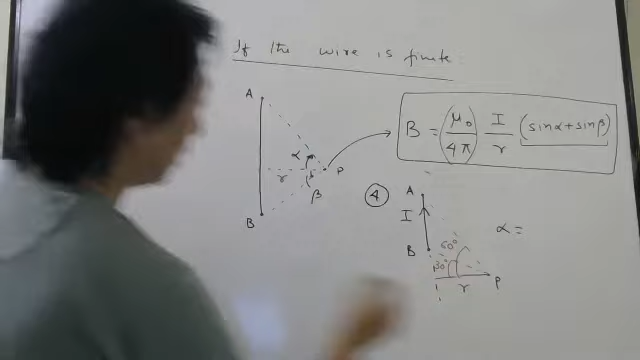 If the wire is finite
A
B = (μ₀/4π) I/r (sinα + sinβ)
α
r
P
β
B
④
A
I
α =
B
60°
30°
r
P